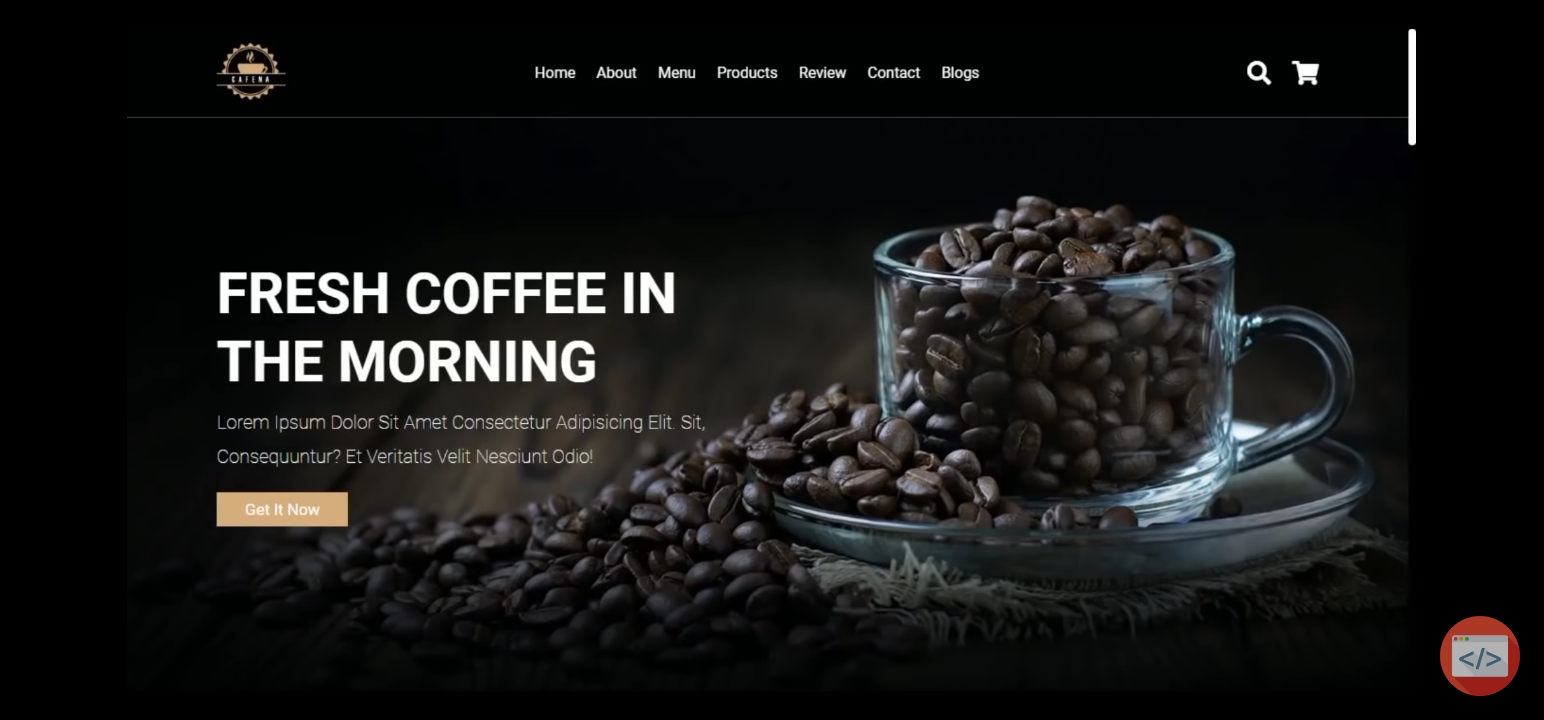 CAFENA
Home About Menu Products Review Contact Blogs
FRESH COFFEE IN
THE MORNING
Lorem Ipsum Dolor Sit Amet Consectetur Adipisicing Elit. Sit,
Consequuntur? Et Veritatis Velit Nesciunt Odio!
Get It Now
</>